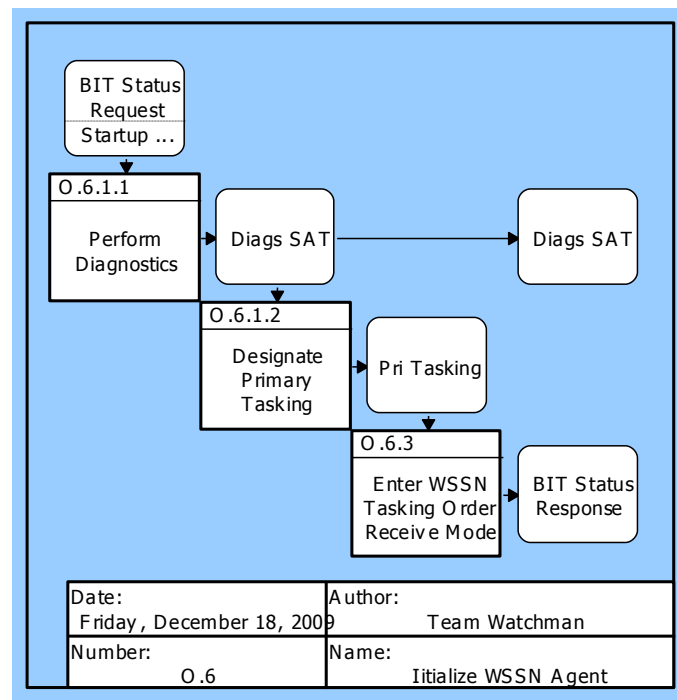 BIT Status
Request
Startup ...
O.6.1.1
Perform
Diagnostics
Diags SAT
Diags SAT
O.6.1.2
Designate
Primary
Tasking
Pri Tasking
O.6.3
Enter WSSN
Tasking Order
Receive Mode
BIT Status
Response
Date:
Friday, December 18, 2009
Author:
Team Watchman
Number:
O.6
Name:
Iitialize WSSN Agent